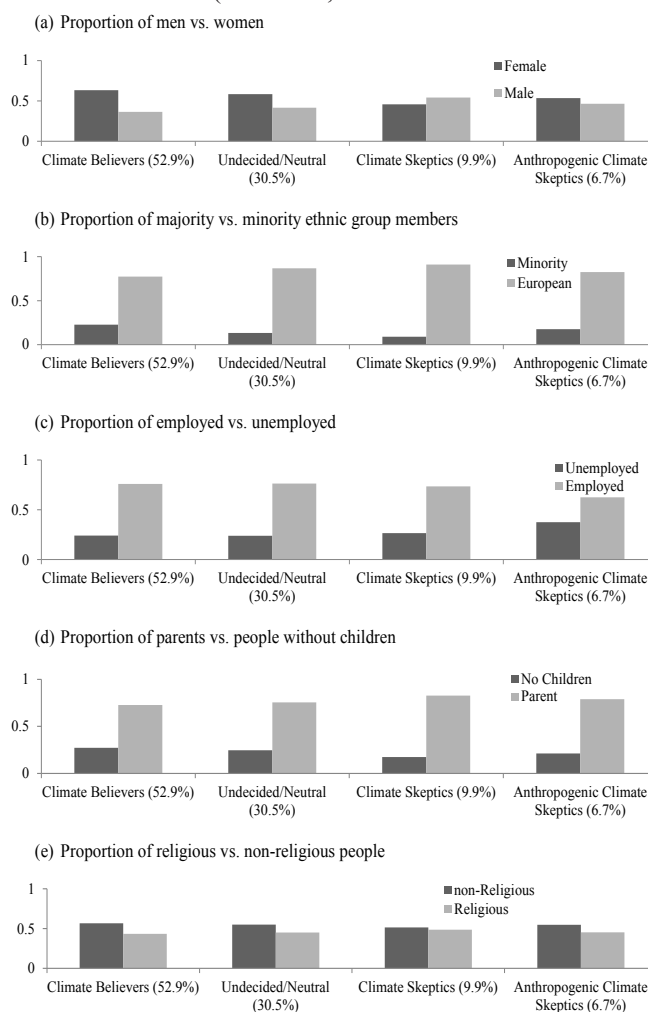 (a) Proportion of men vs. women
1
0.5
0
Female
Male
Climate Believers (52.9%)
Undecided/Neutral
(30.5%)
Climate Skeptics (9.9%)
Anthropogenic Climate
Skeptics (6.7%)
(b) Proportion of majority vs. minority ethnic group members
1
0.5
0
Minority
European
Climate Believers (52.9%)
Undecided/Neutral
(30.5%)
Climate Skeptics (9.9%)
Anthropogenic Climate
Skeptics (6.7%)
(c) Proportion of employed vs. unemployed
1
0.5
0
Unemployed
Employed
Climate Believers (52.9%)
Undecided/Neutral
(30.5%)
Climate Skeptics (9.9%)
Anthropogenic Climate
Skeptics (6.7%)
(d) Proportion of parents vs. people without children
1
0.5
0
No Children
Parent
Climate Believers (52.9%)
Undecided/Neutral
(30.5%)
Climate Skeptics (9.9%)
Anthropogenic Climate
Skeptics (6.7%)
(e) Proportion of religious vs. non-religious people
1
0.5
0
non-Religious
Religious
Climate Believers (52.9%)
Undecided/Neutral
(30.5%)
Climate Skeptics (9.9%)
Anthropogenic Climate
Skeptics (6.7%)